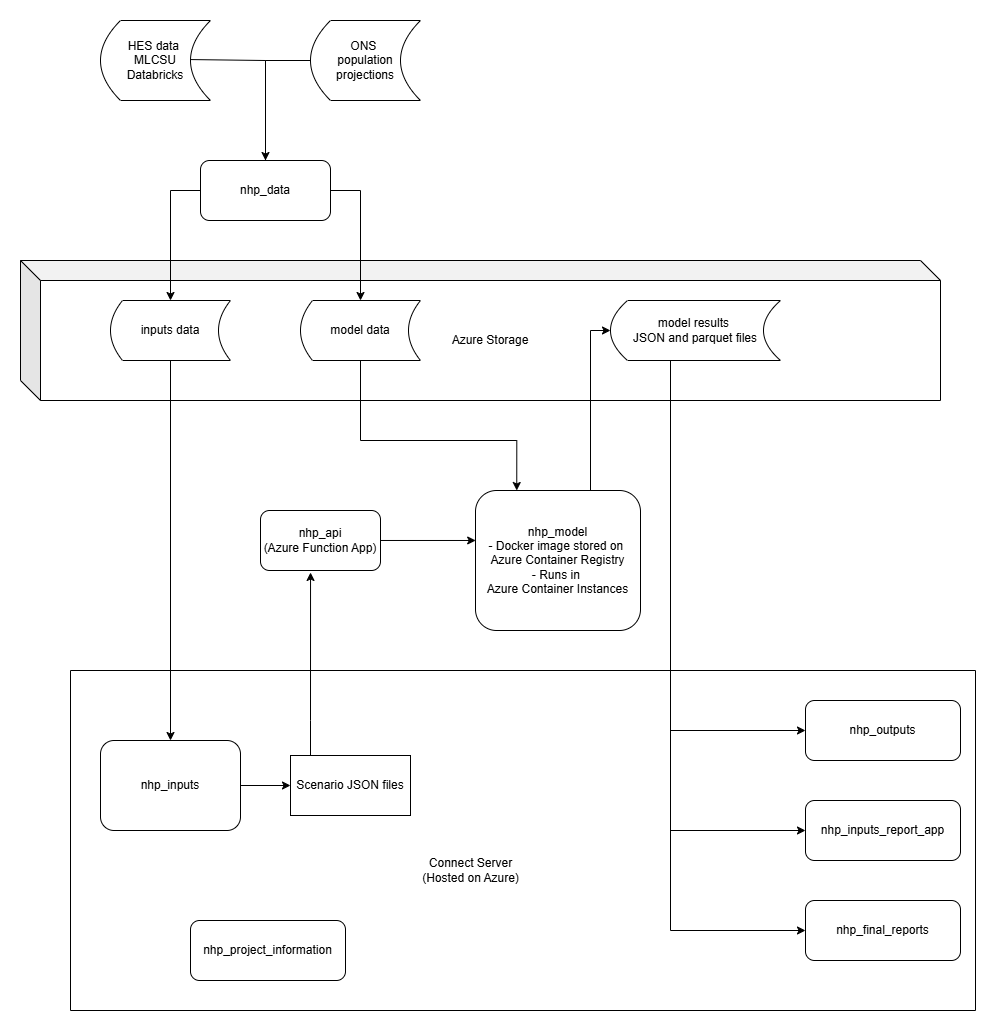 HES data
MLCSU
Databricks
ONS
population
projections
nhp_data
inputs data
model data
Azure Storage
model results
JSON and parquet files
nhp_api
(Azure Function App)
nhp_model
- Docker image stored on
Azure Container Registry
- Runs in
Azure Container Instances
nhp_outputs
nhp_inputs
Scenario JSON files
nhp_inputs_report_app
Connect Server
(Hosted on Azure)
nhp_final_reports
nhp_project_information